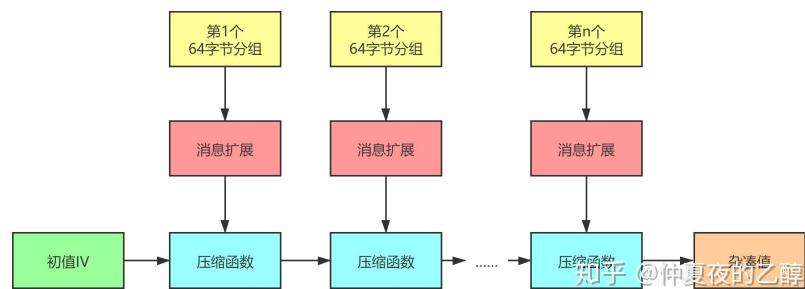 第1个
64字节分组
第2个
64字节分组
第n个
64字节分组
消息扩展
消息扩展
消息扩展
初值IV
压缩函数
压缩函数
......
压缩函数
杂凑值
知乎 @仲夏夜的乙醇